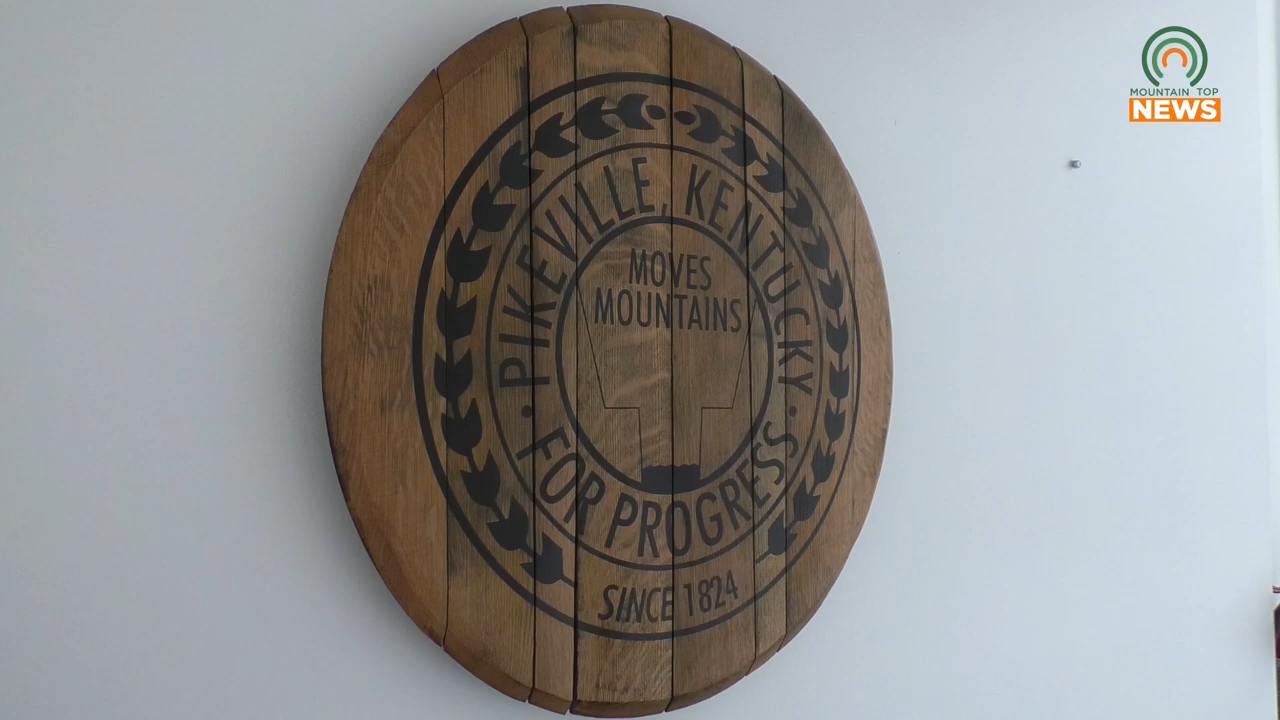 MOUNTAIN TOP
NEWS
PIKEVILLE, KENTUCKY
MOVES
MOUNTAINS
• FOR PROGRESS •
SINCE 1824